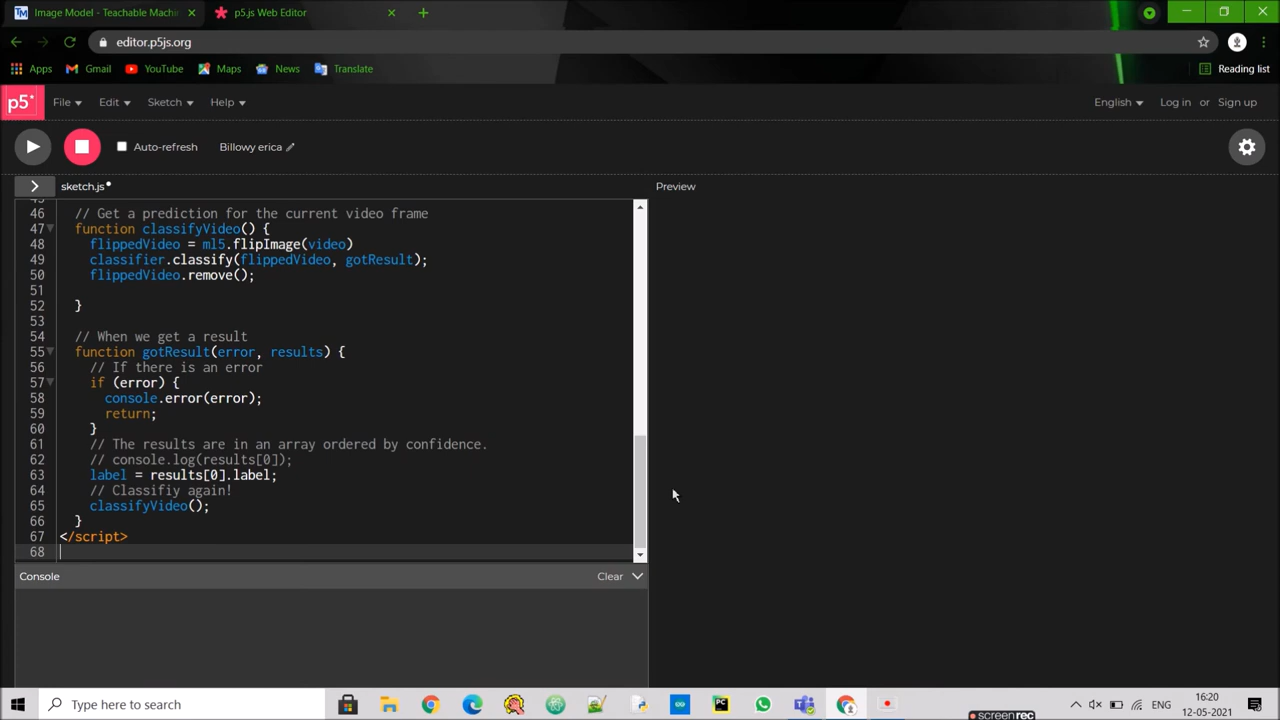 Image Model - Teachable Machi
p5.js Web Editor
editor.p5js.org
Apps Gmail YouTube Maps News Translate Reading list
p5* File Edit Sketch Help English Log in or Sign up
Auto-refresh Billowy erica
> sketch.js• Preview
46 // Get a prediction for the current video frame
47 function classifyVideo() {
48 flippedVideo = ml5.flipImage(video)
49 classifier.classify(flippedVideo, gotResult);
50 flippedVideo.remove();
51
52 }
53
54 // When we get a result
55 function gotResult(error, results) {
56 // If there is an error
57 if (error) {
58 console.error(error);
59 return;
60 }
61 // The results are in an array ordered by confidence.
62 // console.log(results[0]);
63 label = results[0].label;
64 // Classifiy again!
65 classifyVideo();
66 }
67 </script>
68
Console Clear
Type here to search
PC
ENG
16:20
12-05-2021
screenrec